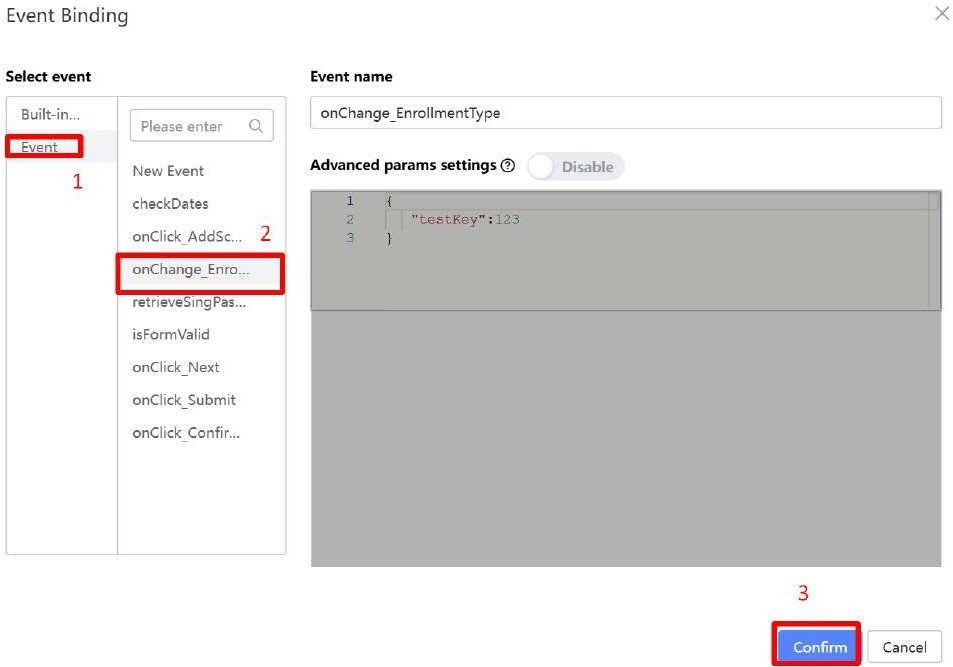 Event Binding
Select event
Built-in...
Event
1
Please enter
New Event
checkDates
onClick_AddSc...
2
onChange_Enro...
retrieveSingPas...
isFormValid
onClick_Next
onClick_Submit
onClick_Confir...
Event name
onChange_EnrollmentType
Advanced params settings ? Disable
1 {
2 "testKey":123
3 }
3
Confirm Cancel